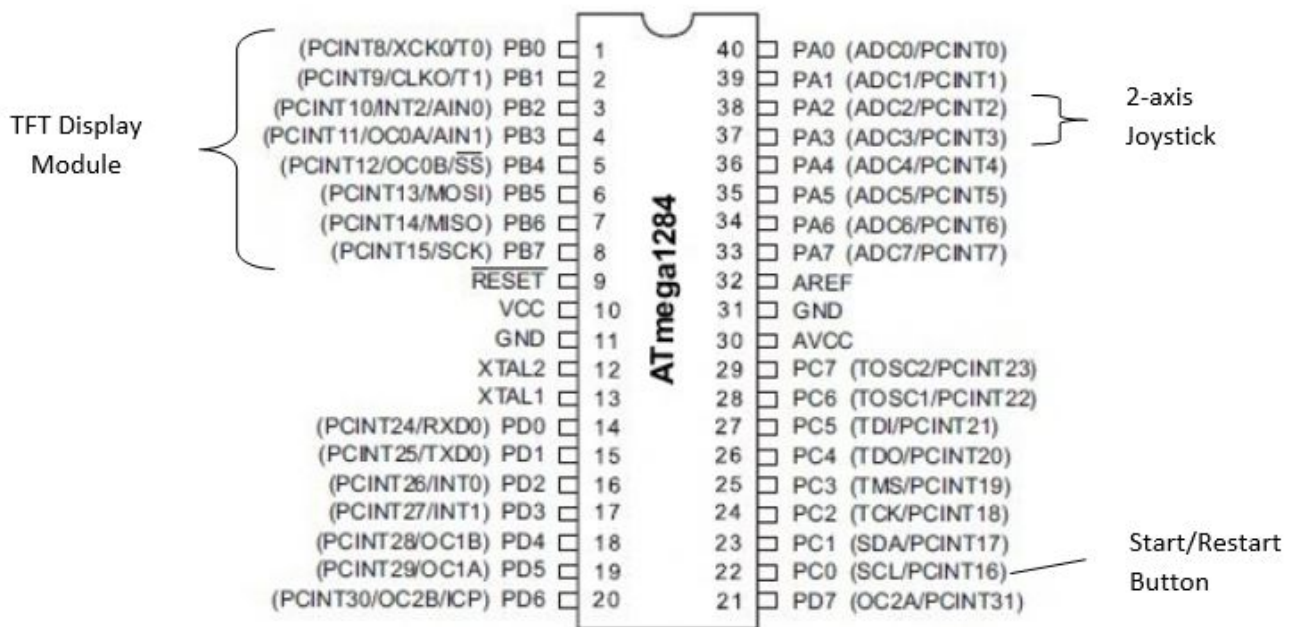 (PCINT8/XCK0/T0) PB0 1 40 PA0 (ADC0/PCINT0)
(PCINT9/CLKO/T1) PB1 2 39 PA1 (ADC1/PCINT1)
(PCINT10/INT2/AIN0) PB2 3 38 PA2 (ADC2/PCINT2)
(PCINT11/OC0A/AIN1) PB3 4 37 PA3 (ADC3/PCINT3)
(PCINT12/OC0B/SS) PB4 5 36 PA4 (ADC4/PCINT4)
(PCINT13/MOSI) PB5 6 35 PA5 (ADC5/PCINT5)
(PCINT14/MISO) PB6 7 34 PA6 (ADC6/PCINT6)
(PCINT15/SCK) PB7 8 33 PA7 (ADC7/PCINT7)
RESET 9 32 AREF
VCC 10 31 GND
GND 11 30 AVCC
XTAL2 12 29 PC7 (TOSC2/PCINT23)
XTAL1 13 28 PC6 (TOSC1/PCINT22)
(PCINT24/RXD0) PD0 14 27 PC5 (TDI/PCINT21)
(PCINT25/TXD0) PD1 15 26 PC4 (TDO/PCINT20)
(PCINT26/INT0) PD2 16 25 PC3 (TMS/PCINT19)
(PCINT27/INT1) PD3 17 24 PC2 (TCK/PCINT18)
(PCINT28/OC1B) PD4 18 23 PC1 (SDA/PCINT17)
(PCINT29/OC1A) PD5 19 22 PC0 (SCL/PCINT16)
(PCINT30/OC2B/ICP) PD6 20 21 PD7 (OC2A/PCINT31)
ATmega1284
TFT Display
Module
2-axis
Joystick
Start/Restart
Button